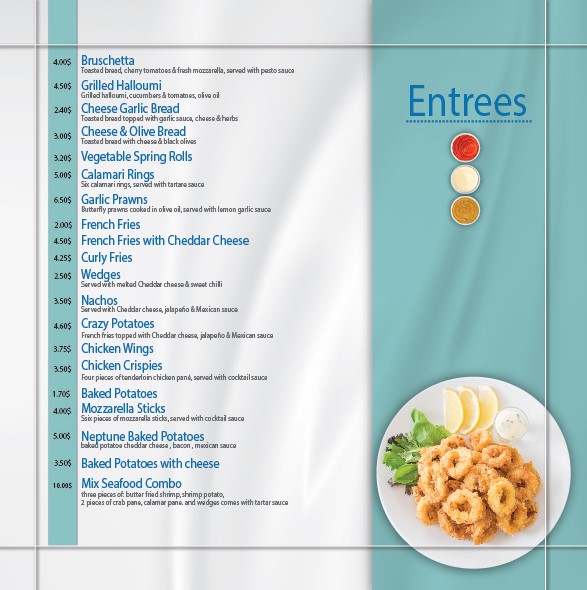 Entrees
4.00$ Bruschetta
Toasted bread, cherry tomatoes & fresh mozzarella, served with pesto sauce
4.50$ Grilled Halloumi
Grilled halloumi, cucumbers & tomatoes, olive oil
2.40$ Cheese Garlic Bread
Toasted bread topped with garlic sauce, cheese & herbs
3.00$ Cheese & Olive Bread
Toasted bread with cheese & black olives
3.20$ Vegetable Spring Rolls
5.00$ Calamari Rings
Six calamari rings, served with tartare sauce
6.50$ Garlic Prawns
Butterfly prawns cooked in olive oil, served with lemon garlic sauce
2.00$ French Fries
4.50$ French Fries with Cheddar Cheese
4.25$ Curly Fries
2.50$ Wedges
Served with melted Cheddar cheese & sweet chilli
3.50$ Nachos
Served with Cheddar cheese, jalapeño & Mexican sauce
4.60$ Crazy Potatoes
French fries topped with Cheddar cheese, jalapeño & Mexican sauce
3.75$ Chicken Wings
3.50$ Chicken Crispies
Four pieces of tenderloin chicken pané, served with cocktail sauce
1.70$ Baked Potatoes
4.00$ Mozzarella Sticks
Ssix pieces of mozzarella sticks, served with cocktail sauce
5.00$ Neptune Baked Potatoes
baked potatoe cheddar cheese , bacon , mexican sauce
3.50$ Baked Potatoes with cheese
10.00$ Mix Seafood Combo
three pieces of: butter fried shrimp, shrimp potato,
2 pieces of crab pane, calamar pane. and wedges comes with tartar sauce